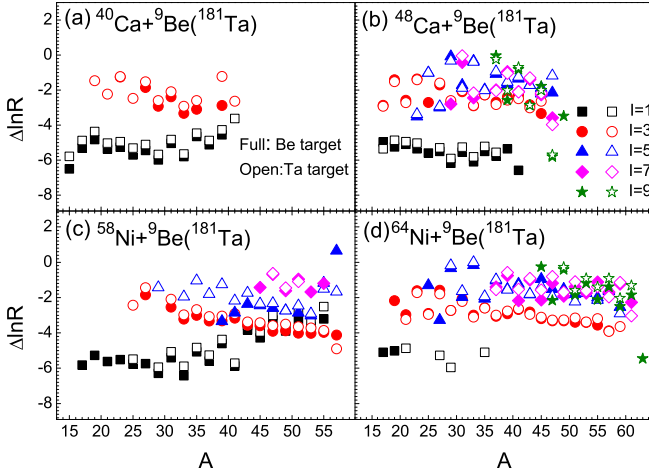 (a) ⁴⁰Ca+⁹Be(¹⁸¹Ta)
(b) ⁴⁸Ca+⁹Be(¹⁸¹Ta)
0
-2
-4
-6
-8
ΔlnR
Full: Be target
Open:Ta target
I=1
I=3
I=5
I=7
I=9
(c) ⁵⁸Ni+⁹Be(¹⁸¹Ta)
(d) ⁶⁴Ni+⁹Be(¹⁸¹Ta)
0
-2
-4
-6
-8
ΔlnR
15 20 25 30 35 40 45 50 55
15 20 25 30 35 40 45 50 55 60
A
A